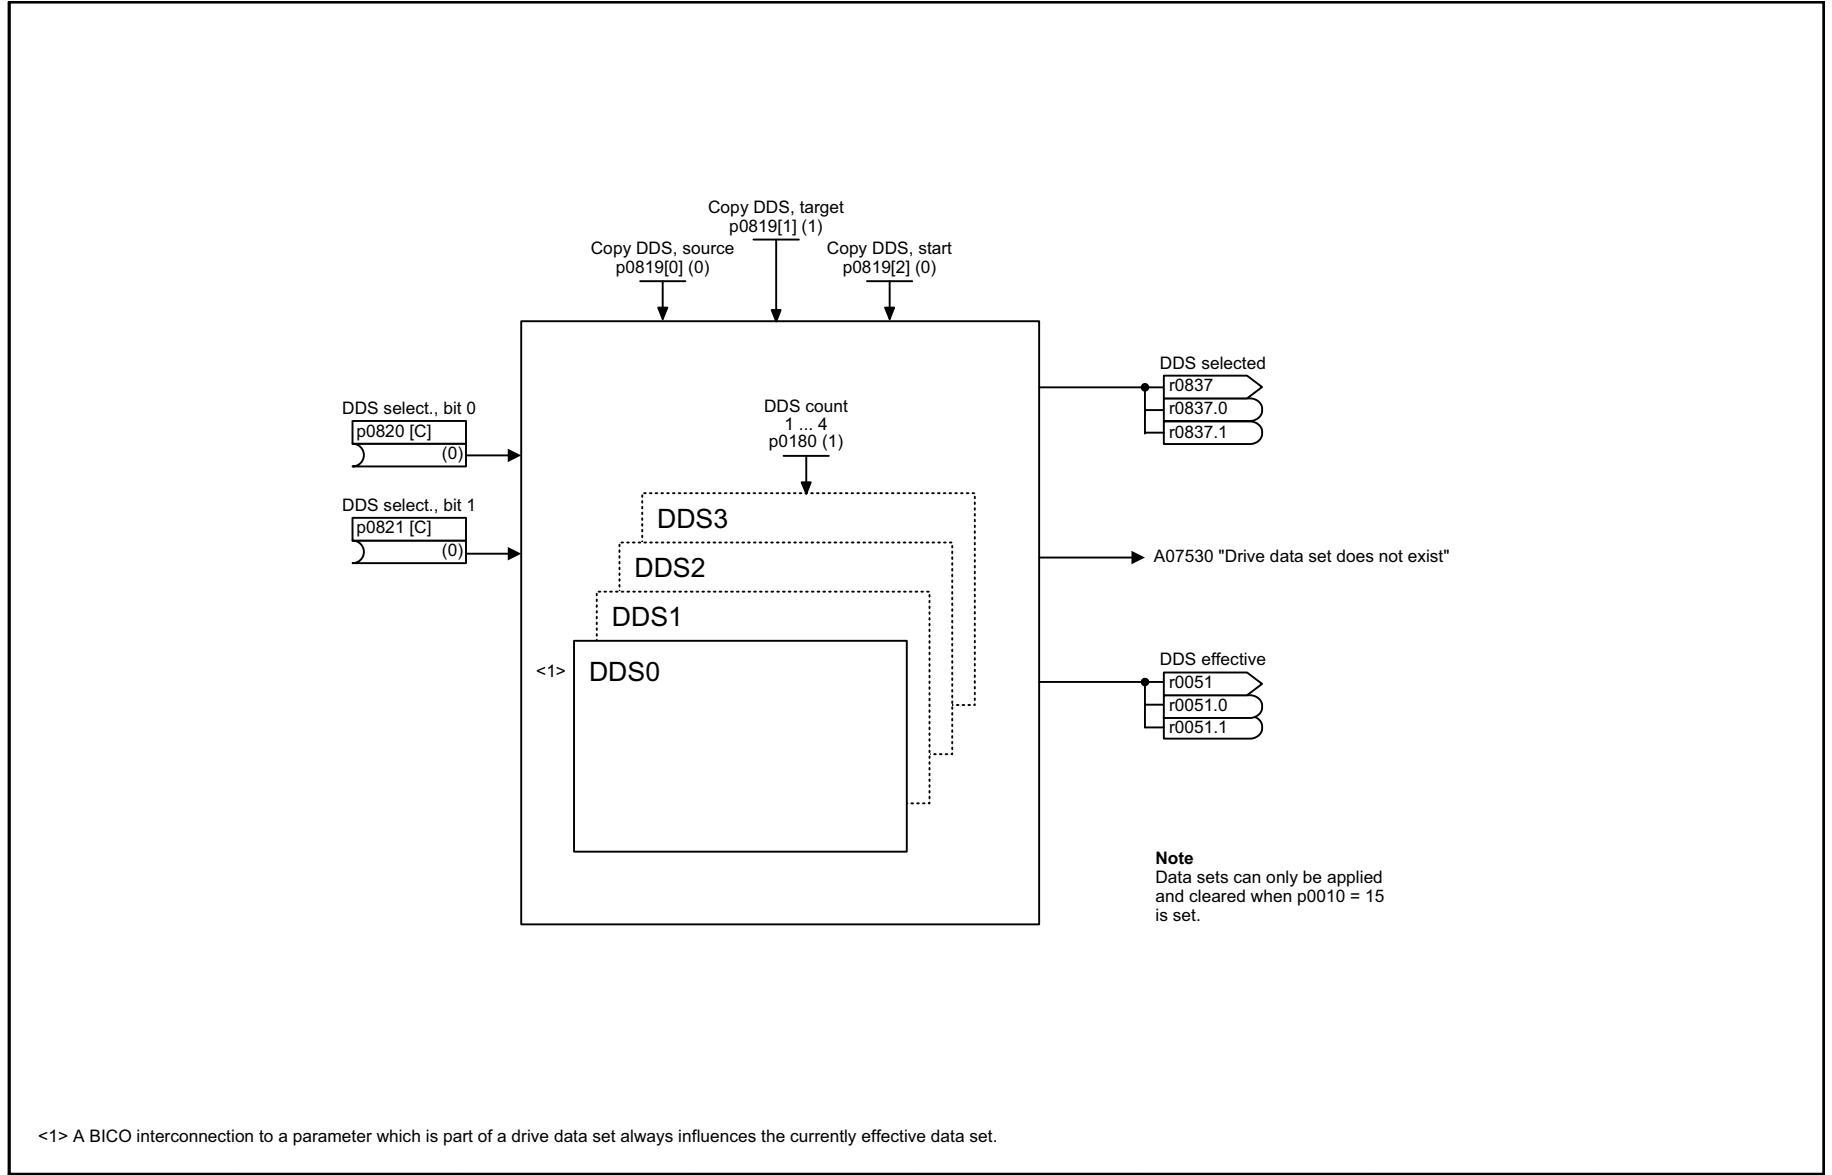 Copy DDS, target
p0819[1] (1)
Copy DDS, source
p0819[0] (0)
Copy DDS, start
p0819[2] (0)
DDS selected
r0837
r0837.0
r0837.1
DDS select., bit 0
p0820 [C]
(0)
DDS count
1 ... 4
p0180 (1)
DDS select., bit 1
p0821 [C]
(0)
DDS3
DDS2
DDS1
<1>
DDS0
A07530 "Drive data set does not exist"
DDS effective
r0051
r0051.0
r0051.1
Note
Data sets can only be applied
and cleared when p0010 = 15
is set.
<1> A BICO interconnection to a parameter which is part of a drive data set always influences the currently effective data set.